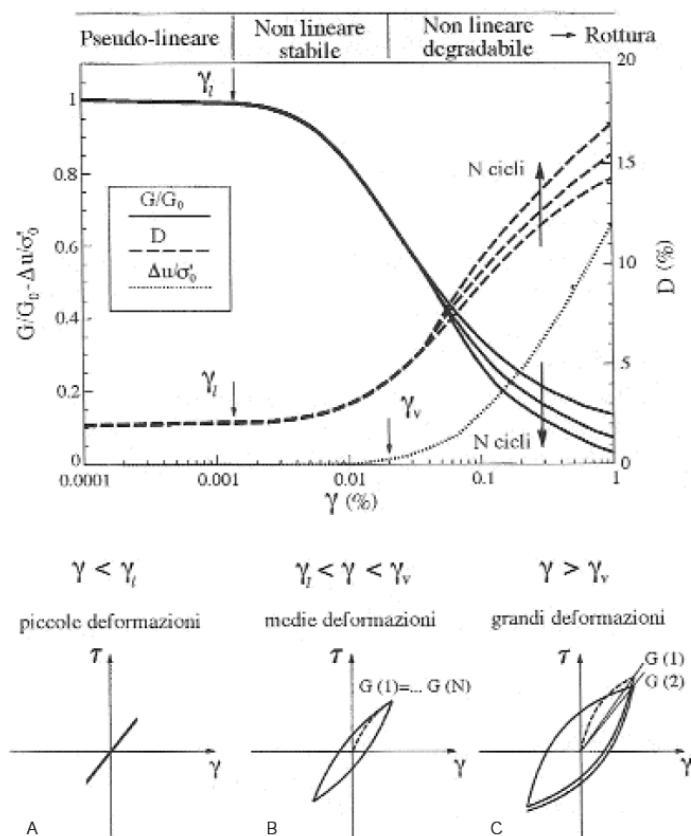 Pseudo-lineare
Non lineare
stabile
Non lineare
degradabile
→ Rottura
γl
1
0.8
0.6
0.4
0.2
0
G/G0 - Δu/σ'0
G/G0
D
Δu/σ'0
γl
γv
N cicli
N cicli
20
15
10
5
0
D (%)
0.0001
0.001
0.01
0.1
1
γ (%)
γ < γl
γl < γ < γv
γ > γv
piccole deformazioni
medie deformazioni
grandi deformazioni
τ
γ
A
τ
G (1)=... G (N)
γ
B
τ
G (1)
G (2)
γ
C